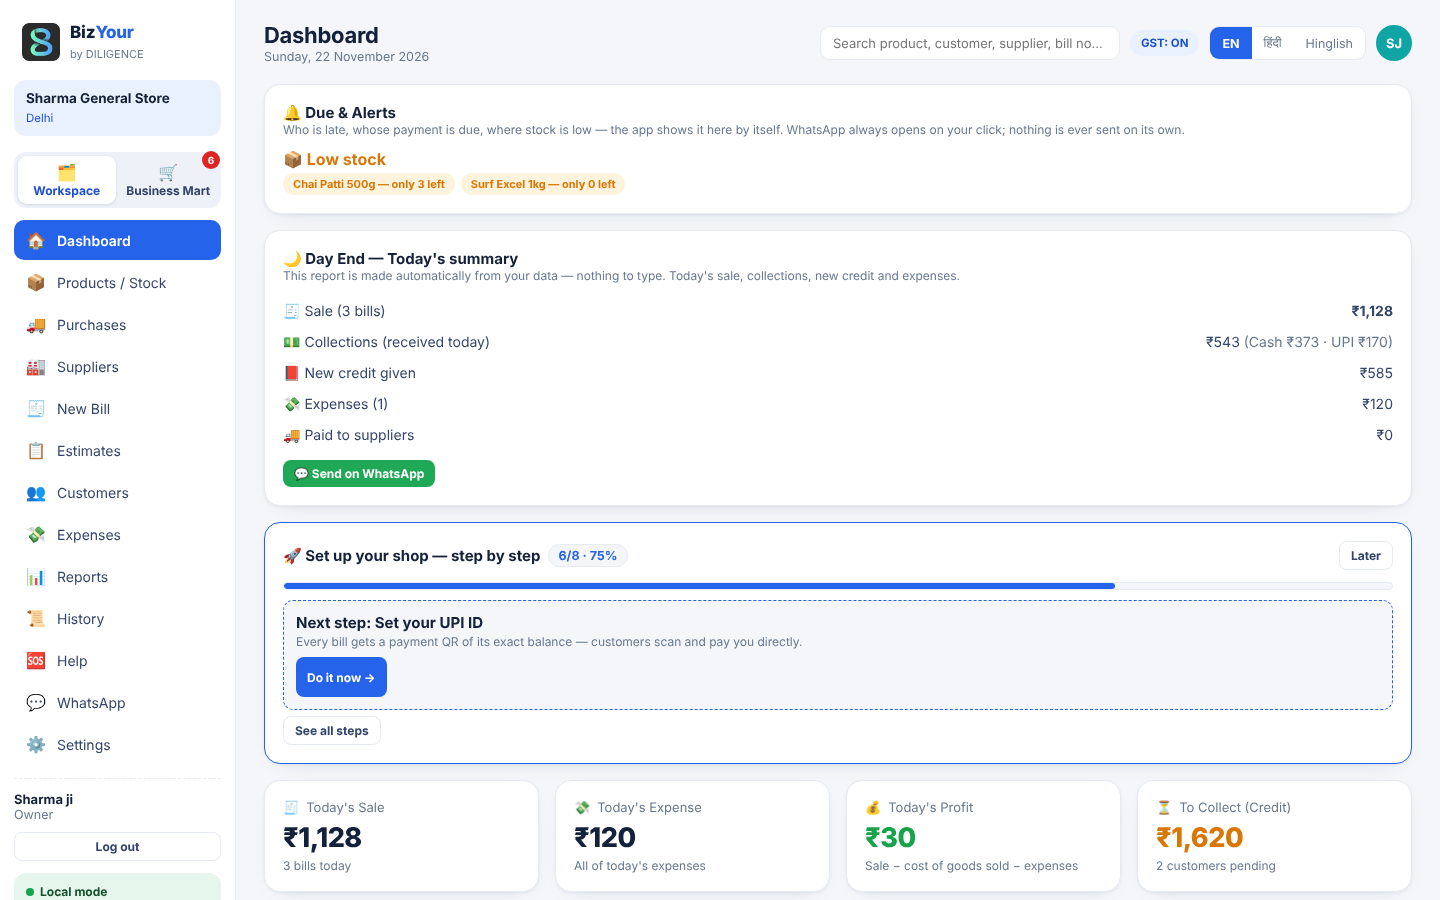 BizYour
by DILIGENCE
Sharma General Store
Delhi
Workspace
Business Mart
6
Dashboard
Products / Stock
Purchases
Suppliers
New Bill
Estimates
Customers
Expenses
Reports
History
SOS Help
WhatsApp
Settings
Sharma ji
Owner
Log out
Local mode
Dashboard
Sunday, 22 November 2026
Search product, customer, supplier, bill no...
GST: ON
EN
हिंदी
Hinglish
SJ
Due & Alerts
Who is late, whose payment is due, where stock is low — the app shows it here by itself. WhatsApp always opens on your click; nothing is ever sent on its own.
Low stock
Chai Patti 500g — only 3 left
Surf Excel 1kg — only 0 left
Day End — Today's summary
This report is made automatically from your data — nothing to type. Today's sale, collections, new credit and expenses.
Sale (3 bills) ₹1,128
Collections (received today) ₹543 (Cash ₹373 · UPI ₹170)
New credit given ₹585
Expenses (1) ₹120
Paid to suppliers ₹0
Send on WhatsApp
Set up your shop — step by step 6/8 · 75%
Later
Next step: Set your UPI ID
Every bill gets a payment QR of its exact balance — customers scan and pay you directly.
Do it now →
See all steps
Today's Sale
₹1,128
3 bills today
Today's Expense
₹120
All of today's expenses
Today's Profit
₹30
Sale − cost of goods sold − expenses
To Collect (Credit)
₹1,620
2 customers pending